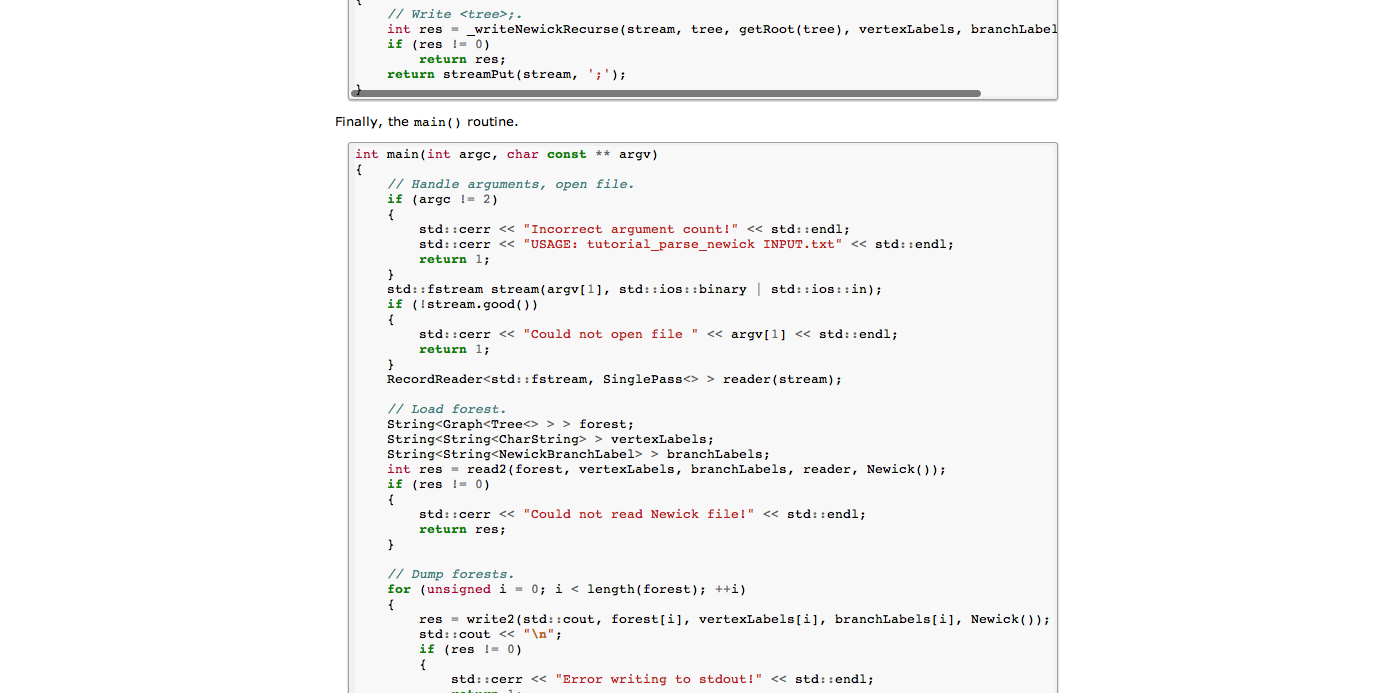 {
    // Write <tree>;.
    int res = _writeNewickRecurse(stream, tree, getRoot(tree), vertexLabels, branchLabel
    if (res != 0)
        return res;
    return streamPut(stream, ';');
}
Finally, the main() routine.
int main(int argc, char const ** argv)
{
    // Handle arguments, open file.
    if (argc != 2)
    {
        std::cerr << "Incorrect argument count!" << std::endl;
        std::cerr << "USAGE: tutorial_parse_newick INPUT.txt" << std::endl;
        return 1;
    }
    std::fstream stream(argv[1], std::ios::binary | std::ios::in);
    if (!stream.good())
    {
        std::cerr << "Could not open file " << argv[1] << std::endl;
        return 1;
    }
    RecordReader<std::fstream, SinglePass<> > reader(stream);

    // Load forest.
    String<Graph<Tree<> > > forest;
    String<String<CharString> > vertexLabels;
    String<String<NewickBranchLabel> > branchLabels;
    int res = read2(forest, vertexLabels, branchLabels, reader, Newick());
    if (res != 0)
    {
        std::cerr << "Could not read Newick file!" << std::endl;
        return res;
    }

    // Dump forests.
    for (unsigned i = 0; i < length(forest); ++i)
    {
        res = write2(std::cout, forest[i], vertexLabels[i], branchLabels[i], Newick());
        std::cout << "\n";
        if (res != 0)
        {
            std::cerr << "Error writing to stdout!" << std::endl;
            return 1;